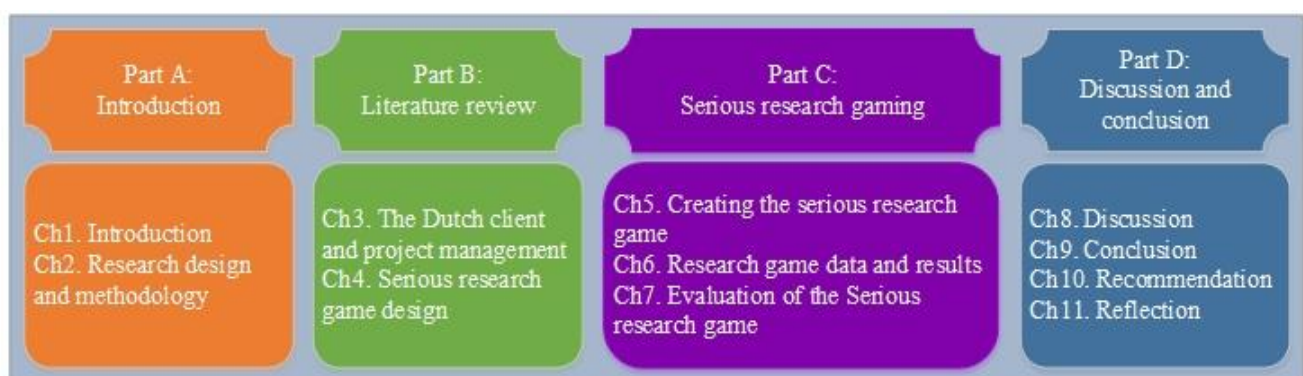 Part A:
Introduction
Ch1. Introduction
Ch2. Research design
and methodology
Part B:
Literature review
Ch3. The Dutch client
and project management
Ch4. Serious research
game design
Part C:
Serious research gaming
Ch5. Creating the serious research
game
Ch6. Research game data and results
Ch7. Evaluation of the Serious
research game
Part D:
Discussion and
conclusion
Ch8. Discussion
Ch9. Conclusion
Ch10. Recommendation
Ch11. Reflection